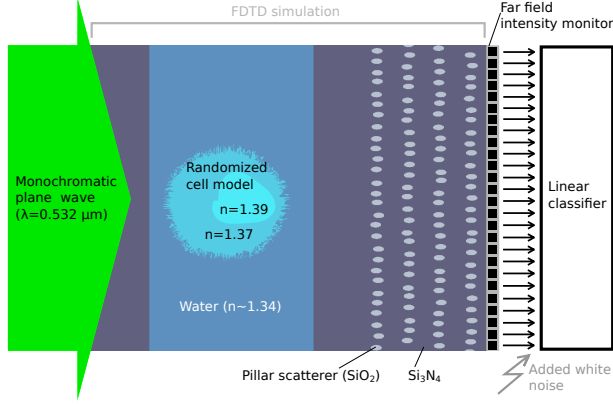 FDTD simulation
Far field
intensity monitor
Monochromatic
plane wave
(λ=0.532 μm)
Randomized
cell model
n=1.39
n=1.37
Water (n~1.34)
Linear
classifier
Pillar scatterer (SiO₂)
Si₃N₄
Added white
noise